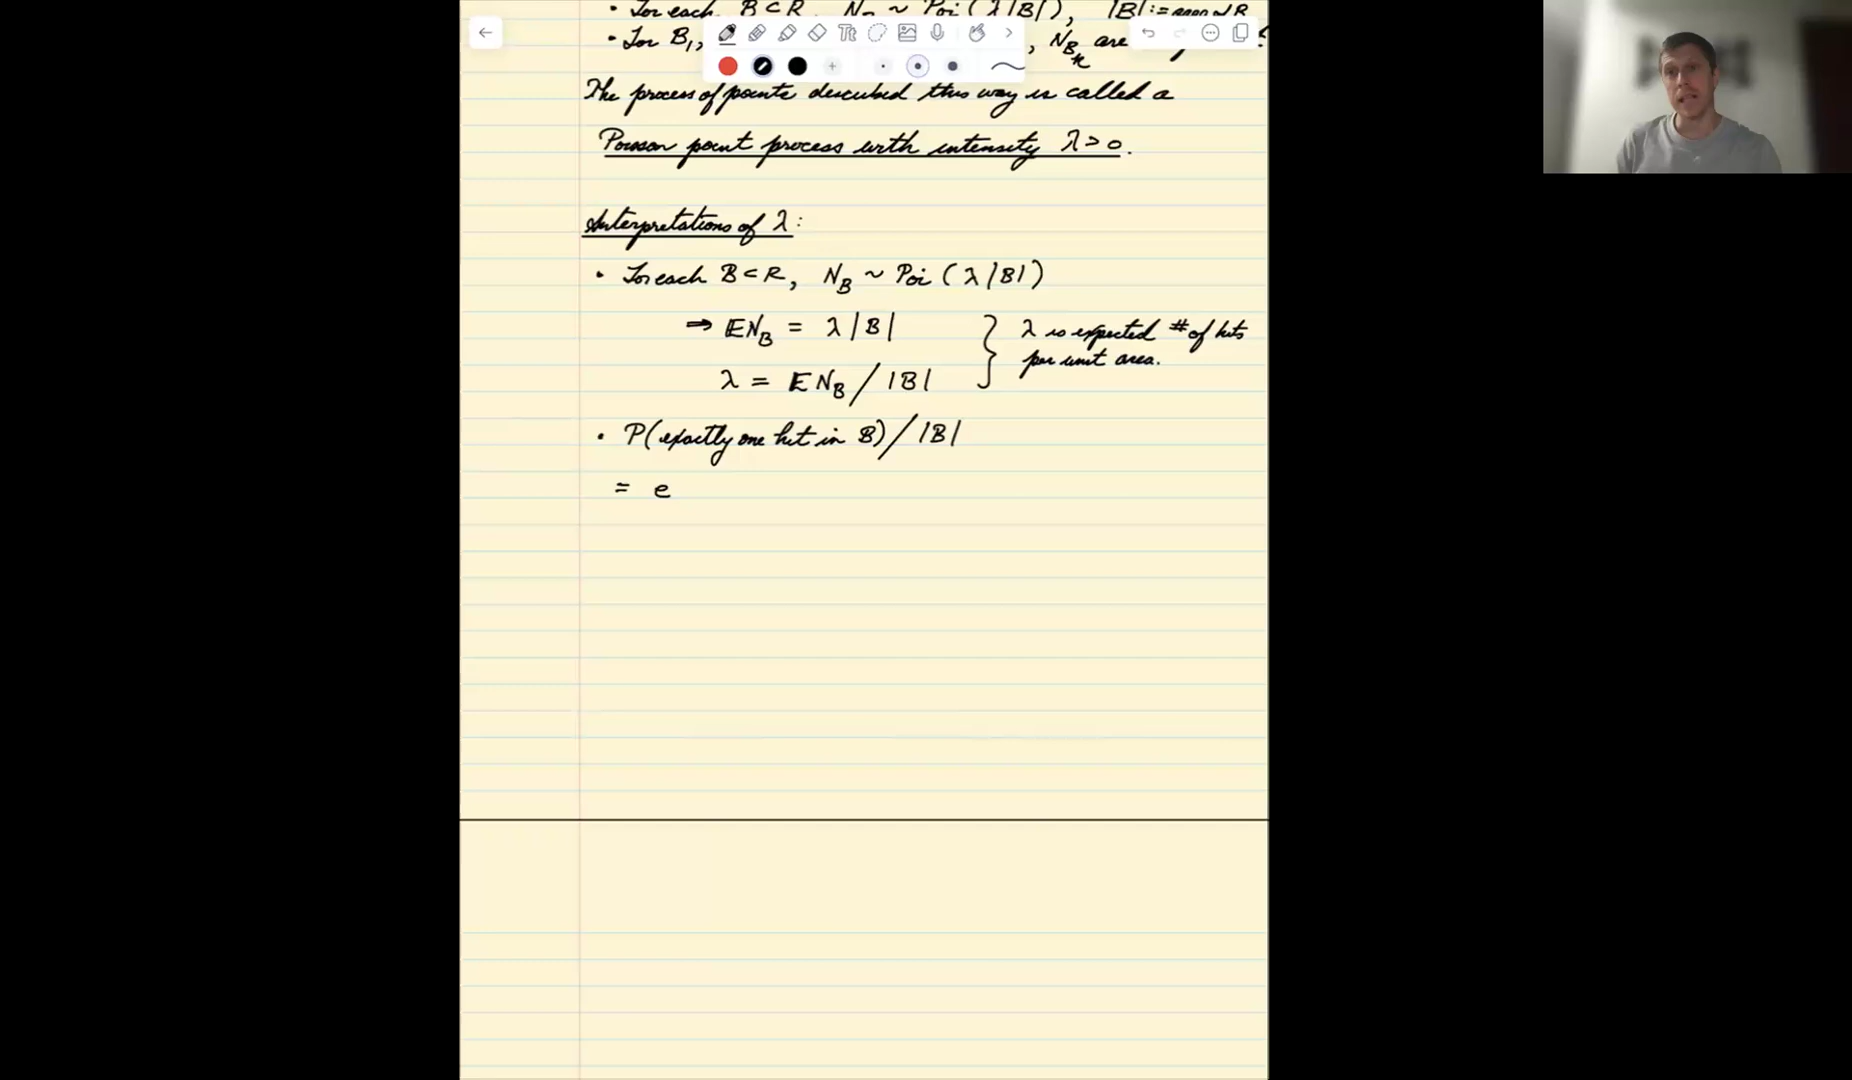 • For each B ⊂ R, N_B ~ Poi(λ|B|), |B| := area of B
• For B₁, , N_{B_k} are
The process of points described this way is called a
Poisson point process with intensity λ>0.
Interpretations of λ:
• For each B ⊂ R, N_B ~ Poi(λ|B|)
⇒ EN_B = λ|B| } λ is expected # of hits
per unit area.
λ = EN_B / |B|
• P(exactly one hit in B) / |B|
= e